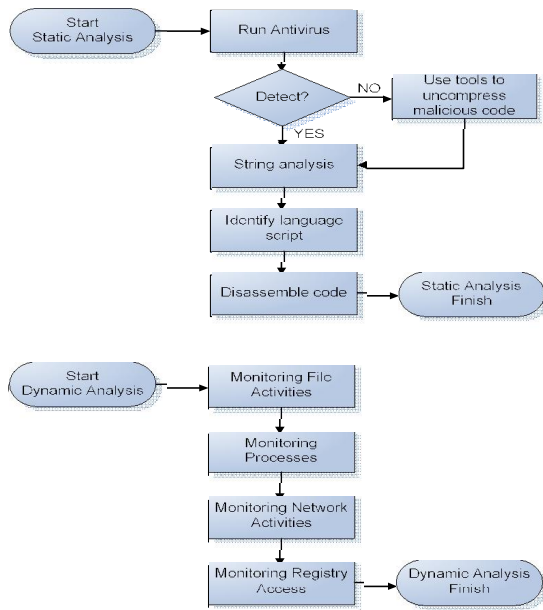 Start
Static Analysis
Run Antivirus
Detect?
NO
Use tools to
uncompress
malicious code
YES
String analysis
Identify language
script
Disassemble code
Static Analysis
Finish
Start
Dynamic Analysis
Monitoring File
Activities
Monitoring
Processes
Monitoring Network
Activities
Monitoring Registry
Access
Dynamic Analysis
Finish